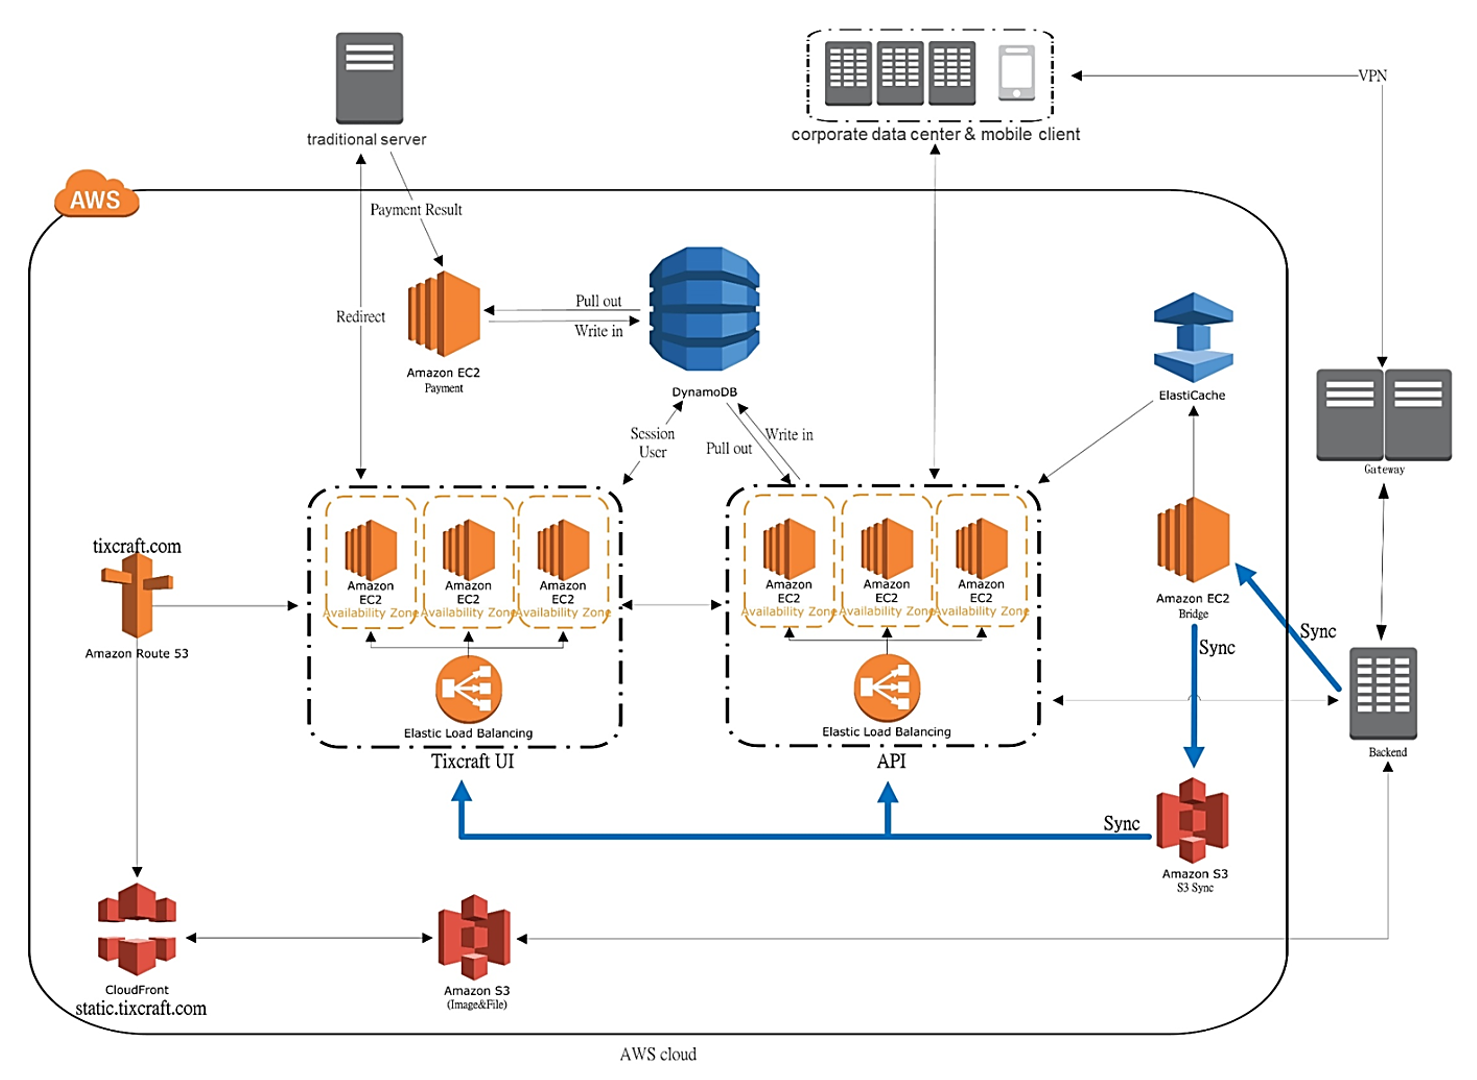 VPN
traditional server
corporate data center & mobile client
AWS
Payment Result
Redirect
Pull out
Write in
Amazon EC2
Payment
DynamoDB
ElastiCache
Session
User
Write in
Pull out
Gateway
tixcraft.com
Amazon
EC2
Availability Zone
Amazon
EC2
Availability Zone
Amazon
EC2
Availability Zone
Amazon
EC2
Availability Zone
Amazon
EC2
Availability Zone
Amazon
EC2
Availability Zone
Amazon EC2
Bridge
Sync
Sync
Amazon Route 53
Elastic Load Balancing
Tixcraft UI
Elastic Load Balancing
API
Backend
Sync
Amazon S3
S3 Sync
CloudFront
static.tixcraft.com
Amazon S3
(Image&File)
AWS cloud